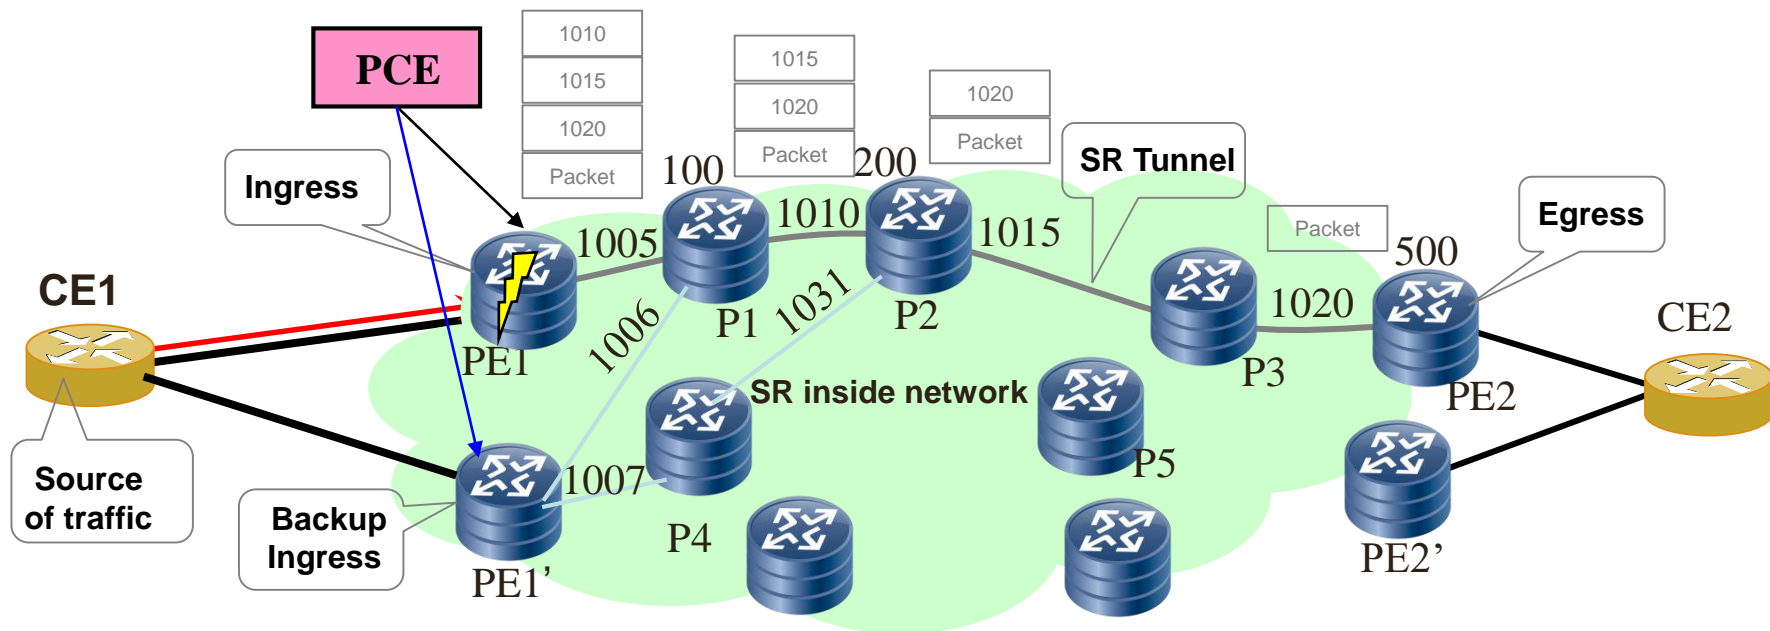 PCE
1010
1015
1020
Packet
1015
1020
Packet
1020
Packet
SR Tunnel
Ingress
100
200
1005
1010
1015
Packet
500
Egress
CE1
PE1
P1
P2
1006
1031
1020
P3
PE2
CE2
SR inside network
Source
of traffic
Backup
Ingress
1007
P4
P5
PE1’
PE2’